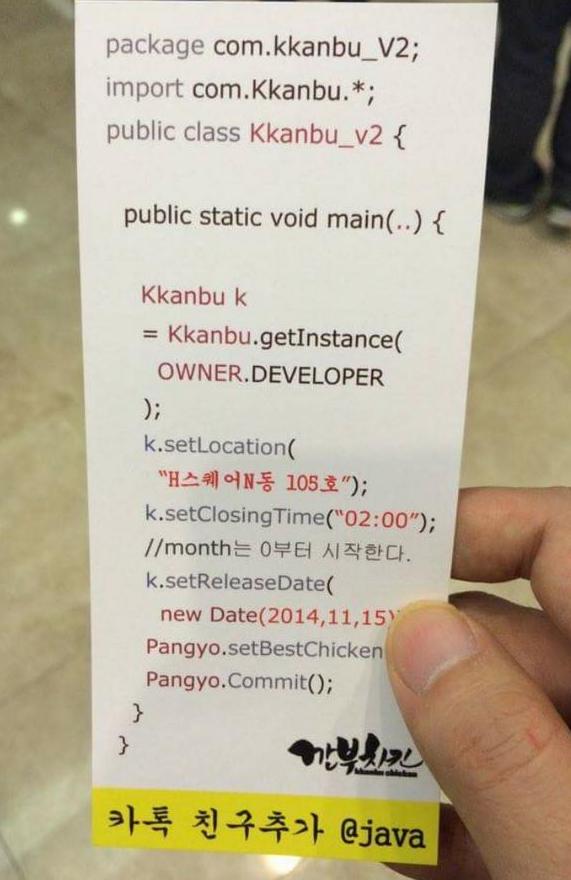 package com.kkanbu_V2;
import com.Kkanbu.*;
public class Kkanbu_v2 {
public static void main(..) {
Kkanbu k
= Kkanbu.getInstance(
OWNER.DEVELOPER
);
k.setLocation(
“H스퀘어N동 105호”);
k.setClosingTime(“02:00”);
//month는 0부터 시작한다.
k.setReleaseDate(
new Date(2014,11,15)
Pangyo.setBestChicken
Pangyo.Commit();
}
}
깐부치킨
kkanbu chicken
카톡 친구추가 @java